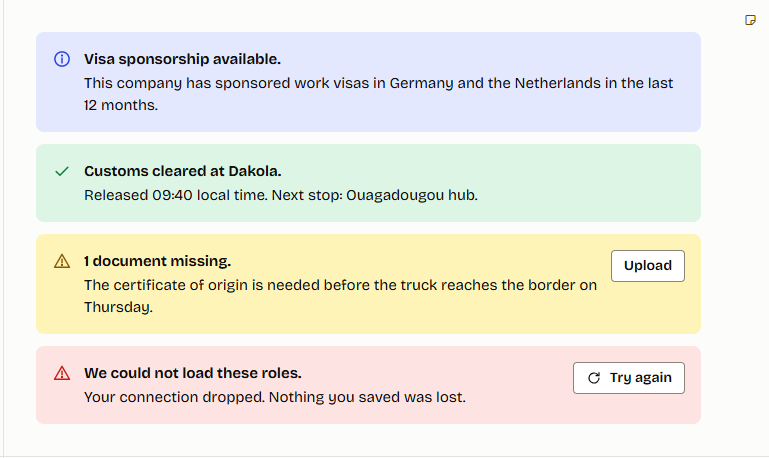 Visa sponsorship available.
This company has sponsored work visas in Germany and the Netherlands in the last
12 months.
Customs cleared at Dakola.
Released 09:40 local time. Next stop: Ouagadougou hub.
1 document missing.
Upload
The certificate of origin is needed before the truck reaches the border on
Thursday.
We could not load these roles.
Try again
Your connection dropped. Nothing you saved was lost.